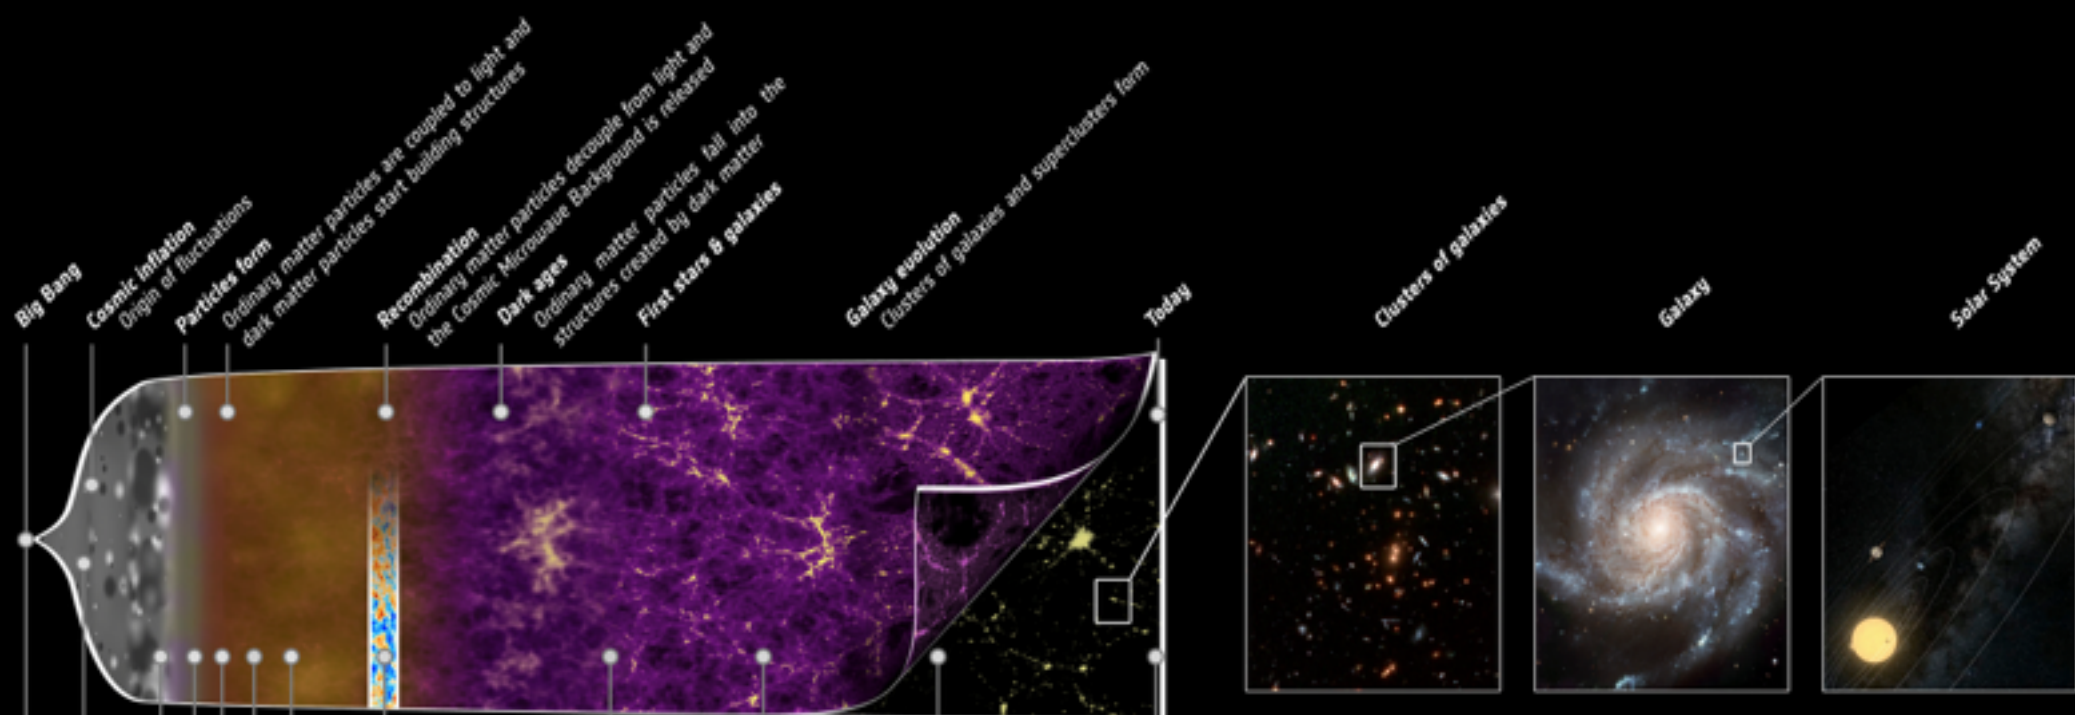 Big Bang
Cosmic inflation
Origin of fluctuations
Particles form
Ordinary matter particles are coupled to light and
dark matter particles start building structures
Recombination
Ordinary matter particles decouple from light and
the Cosmic Microwave Background is released
Dark ages
Ordinary matter particles fall into the
structures created by dark matter
First stars & galaxies
Galaxy evolution
Clusters of galaxies and superclusters form
Today
Clusters of galaxies
Galaxy
Solar System